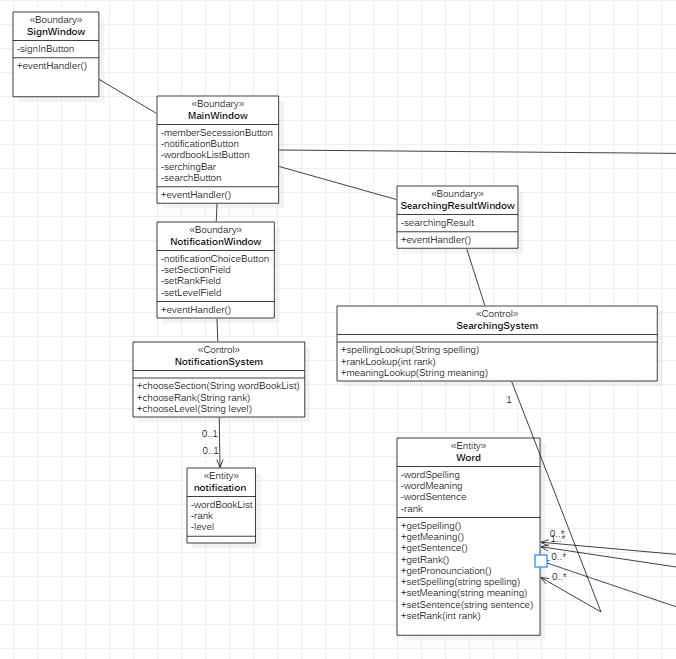 «Boundary»
SignWindow
-signInButton
+eventHandler()
«Boundary»
MainWindow
-memberSecessionButton
-notificationButton
-wordbookListButton
-serchingBar
-searchButton
+eventHandler()
«Boundary»
SearchingResultWindow
-searchingResult
+eventHandler()
«Boundary»
NotificationWindow
-notificationChoiceButton
-setSectionField
-setRankField
-setLevelField
+eventHandler()
«Control»
SearchingSystem
+spellingLookup(String spelling)
+rankLookup(int rank)
+meaningLookup(String meaning)
«Control»
NotificationSystem
+chooseSection(String wordBookList)
+chooseRank(String rank)
+chooseLevel(String level)
1
0..1
0..1
«Entity»
notification
-wordBookList
-rank
-level
«Entity»
Word
-wordSpelling
-wordMeaning
-wordSentence
-rank
+getSpelling()
+getMeaning()
+getSentence()
+getRank()
+getPronounciation()
+setSpelling(string spelling)
+setMeaning(string meaning)
+setSentence(string sentence)
+setRank(int rank)
0..*
1..*
0..*
0..*